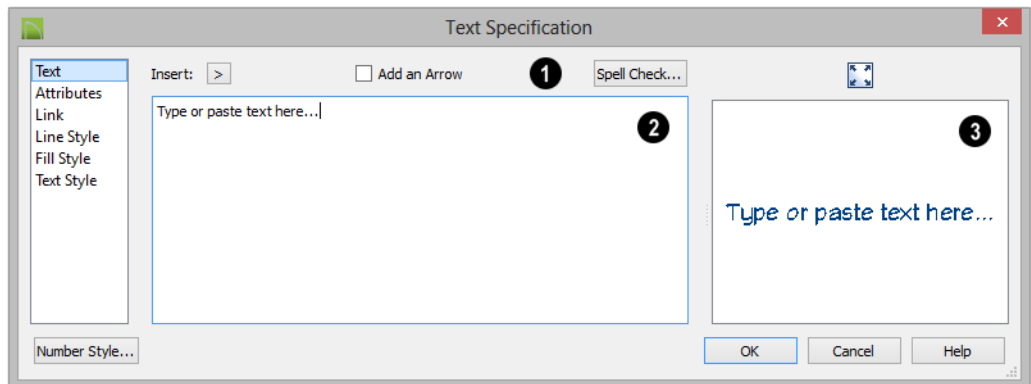 Text Specification
×
Text
Attributes
Link
Line Style
Fill Style
Text Style
Insert: >
Add an Arrow
1
Spell Check...
Type or paste text here...
2
3
Type or paste text here...
Number Style...
OK
Cancel
Help